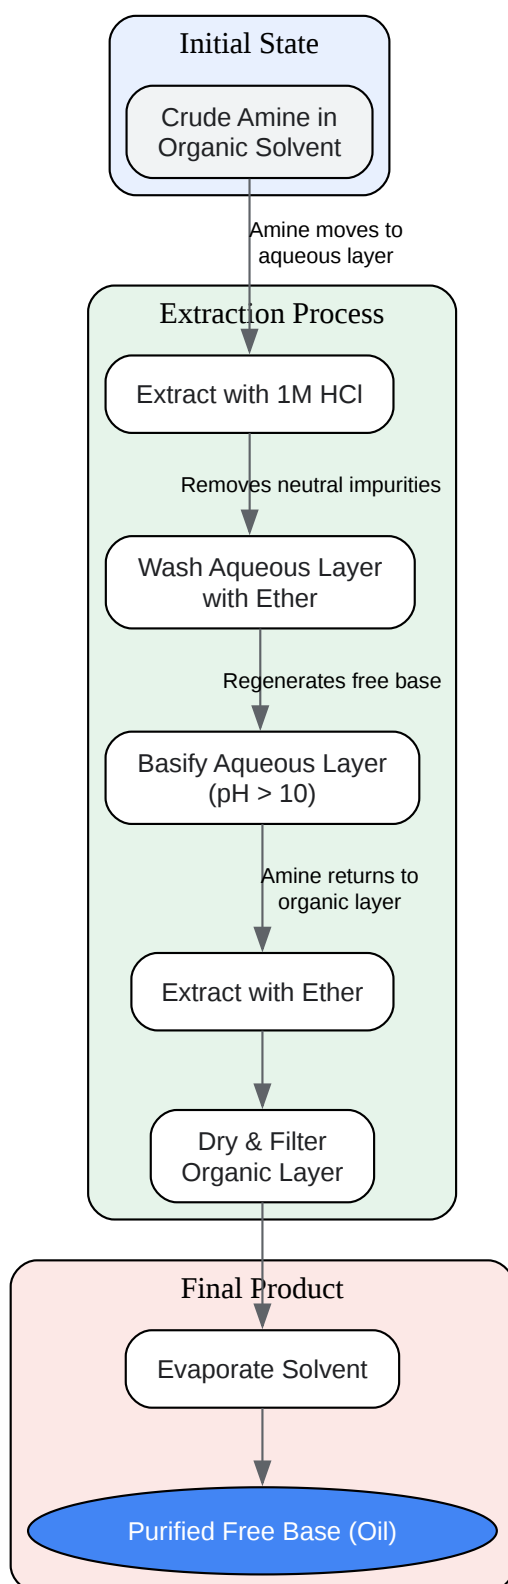 Initial State
Crude Amine in
Organic Solvent
Amine moves to
aqueous layer
Extraction Process
Extract with 1M HCl
Removes neutral impurities
Wash Aqueous Layer
with Ether
Regenerates free base
Basify Aqueous Layer
(pH > 10)
Amine returns to
organic layer
Extract with Ether
Dry & Filter
Organic Layer
Final Product
Evaporate Solvent
Purified Free Base (Oil)